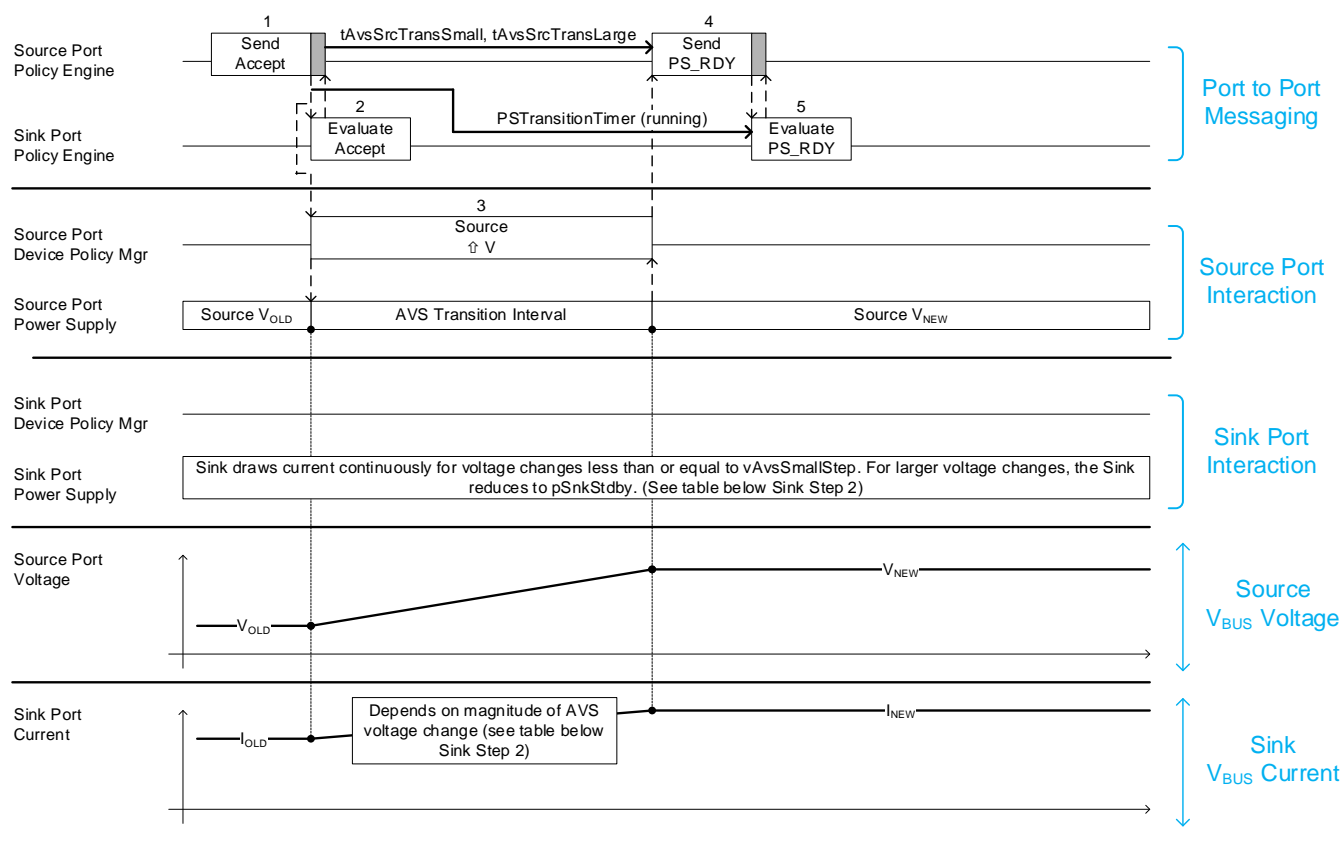 1
4
Source Port
Policy Engine
Send
Accept
tAvsSrcTransSmall, tAvsSrcTransLarge
Send
PS_RDY
Port to Port
Messaging
2
5
Sink Port
Policy Engine
Evaluate
Accept
PSTransitionTimer (running)
Evaluate
PS_RDY
3
Source Port
Device Policy Mgr
Source
⇧ V
Source Port
Interaction
Source Port
Power Supply
Source VOLD
AVS Transition Interval
Source VNEW
Sink Port
Device Policy Mgr
Sink Port
Interaction
Sink Port
Power Supply
Sink draws current continuously for voltage changes less than or equal to vAvsSmallStep. For larger voltage changes, the Sink
reduces to pSnkStdby. (See table below Sink Step 2)
Source Port
Voltage
VOLD
VNEW
Source
VBUS Voltage
Sink Port
Current
IOLD
Depends on magnitude of AVS
voltage change (see table below
Sink Step 2)
INEW
Sink
VBUS Current